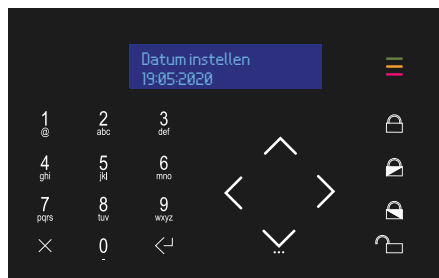 Datum instellen
19:05:2020
1 2 3
@ abc def
4 5 6
ghi jkl mno
7 8 9
pqrs tuv wxyz
0
-
...